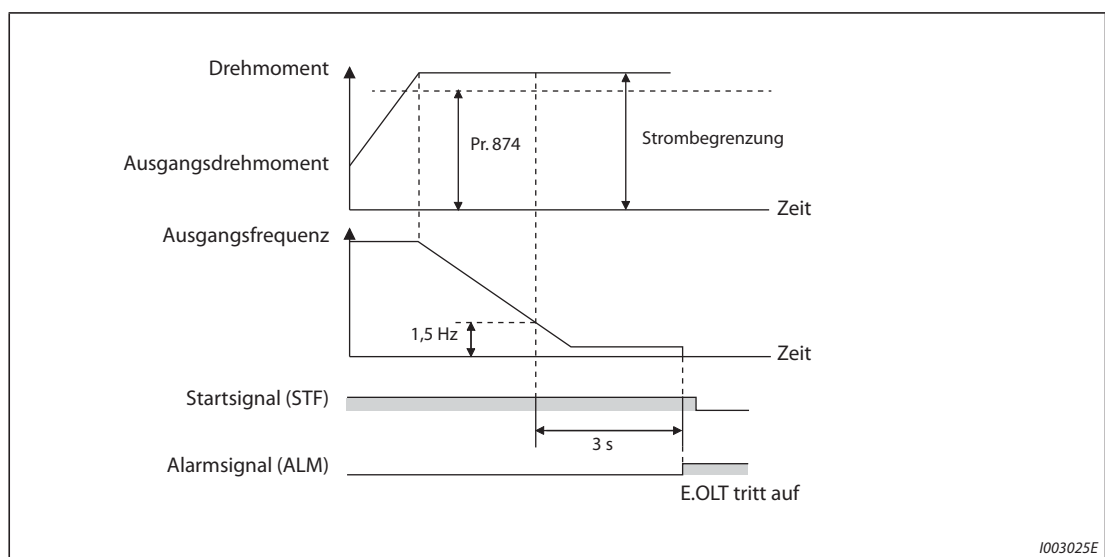 Drehmoment
Pr. 874
Strombegrenzung
Ausgangsdrehmoment
Zeit
Ausgangsfrequenz
1,5 Hz
Zeit
Startsignal (STF)
3 s
Alarmsignal (ALM)
E.OLT tritt auf
I003025E